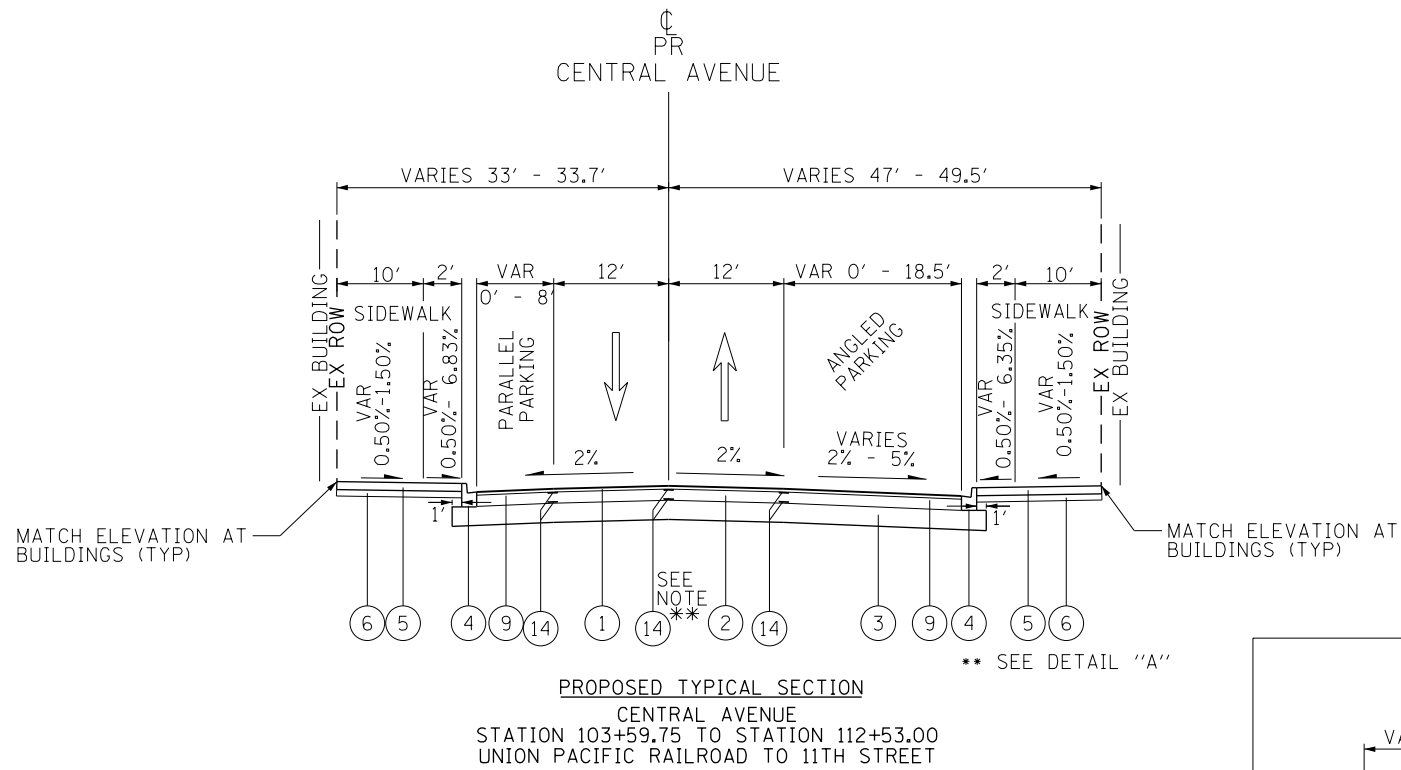 ℄
PR
CENTRAL AVENUE
VARIES 33' - 33.7'
VARIES 47' - 49.5'
10'
2'
VAR
0' - 8'
12'
12'
VAR 0' - 18.5'
2'
10'
EX BUILDING
EX ROW
SIDEWALK
VAR
0.50%-1.50%
VAR
0.50%- 6.83%
PARALLEL
PARKING
ANGLED
PARKING
SIDEWALK
VAR
0.50%- 6.35%
VAR
0.50%-1.50%
EX ROW
EX BUILDING
2%
2%
VARIES
2% - 5%
1'
1'
MATCH ELEVATION AT
BUILDINGS (TYP)
MATCH ELEVATION AT
BUILDINGS (TYP)
SEE
NOTE
**
6 5 4 9 14 1 14 2 14 3 9 4 5 6
** SEE DETAIL "A"
PROPOSED TYPICAL SECTION
CENTRAL AVENUE
STATION 103+59.75 TO STATION 112+53.00
UNION PACIFIC RAILROAD TO 11TH STREET